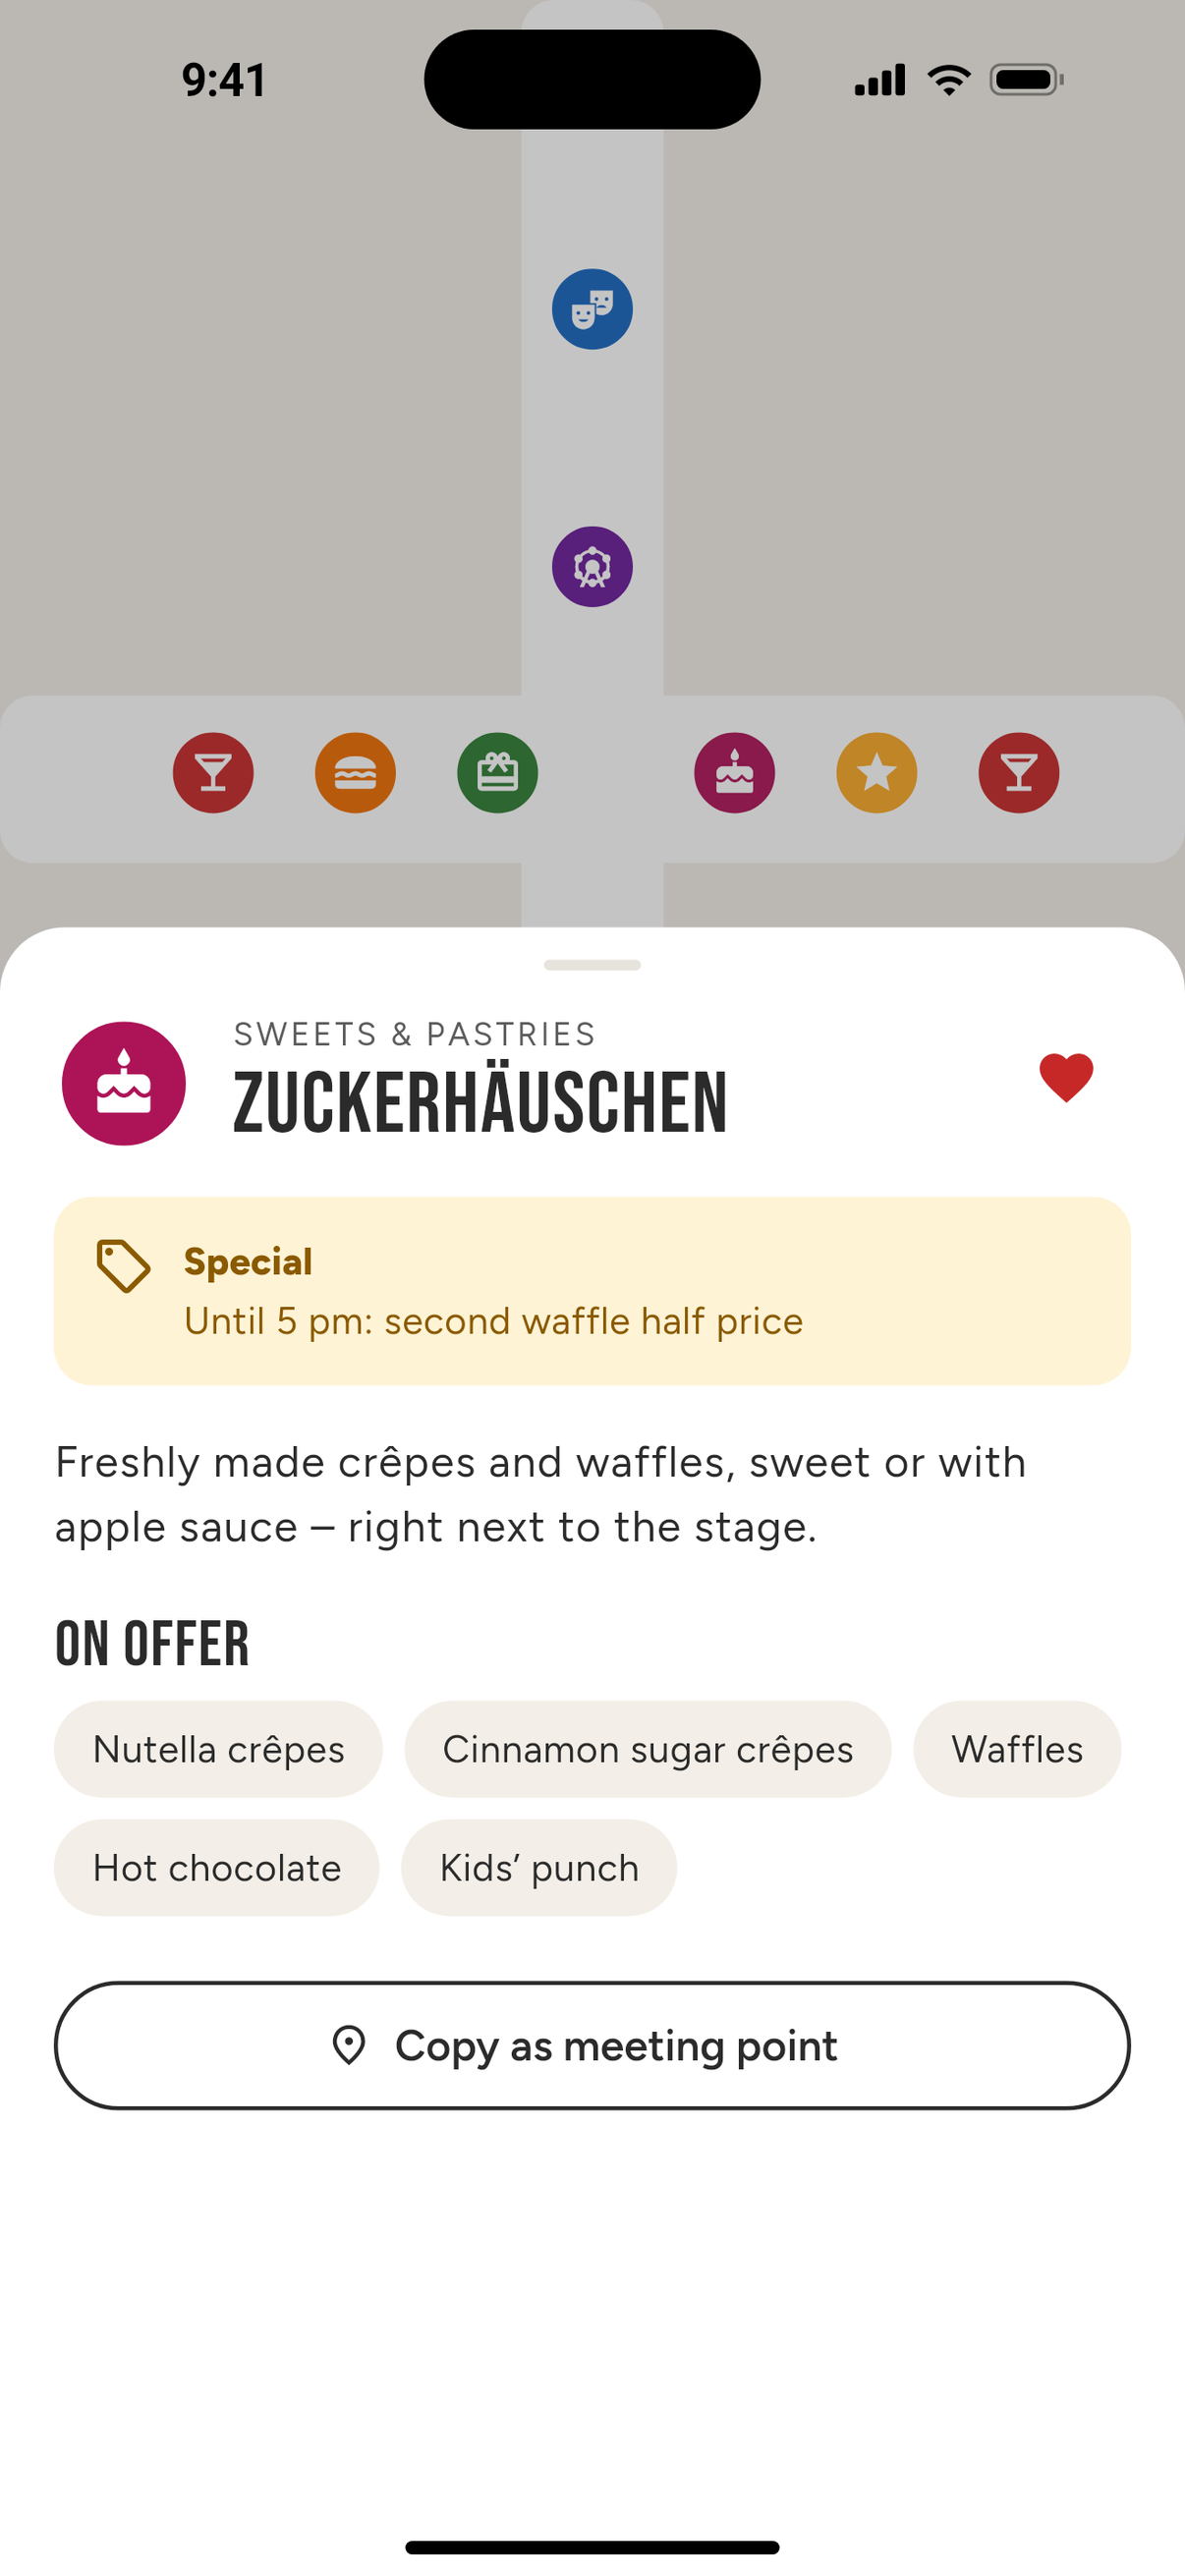 9:41
SWEETS & PASTRIES
ZUCKERHÄUSCHEN
Special
Until 5 pm: second waffle half price
Freshly made crêpes and waffles, sweet or with
apple sauce – right next to the stage.
ON OFFER
Nutella crêpes
Cinnamon sugar crêpes
Waffles
Hot chocolate
Kids’ punch
Copy as meeting point